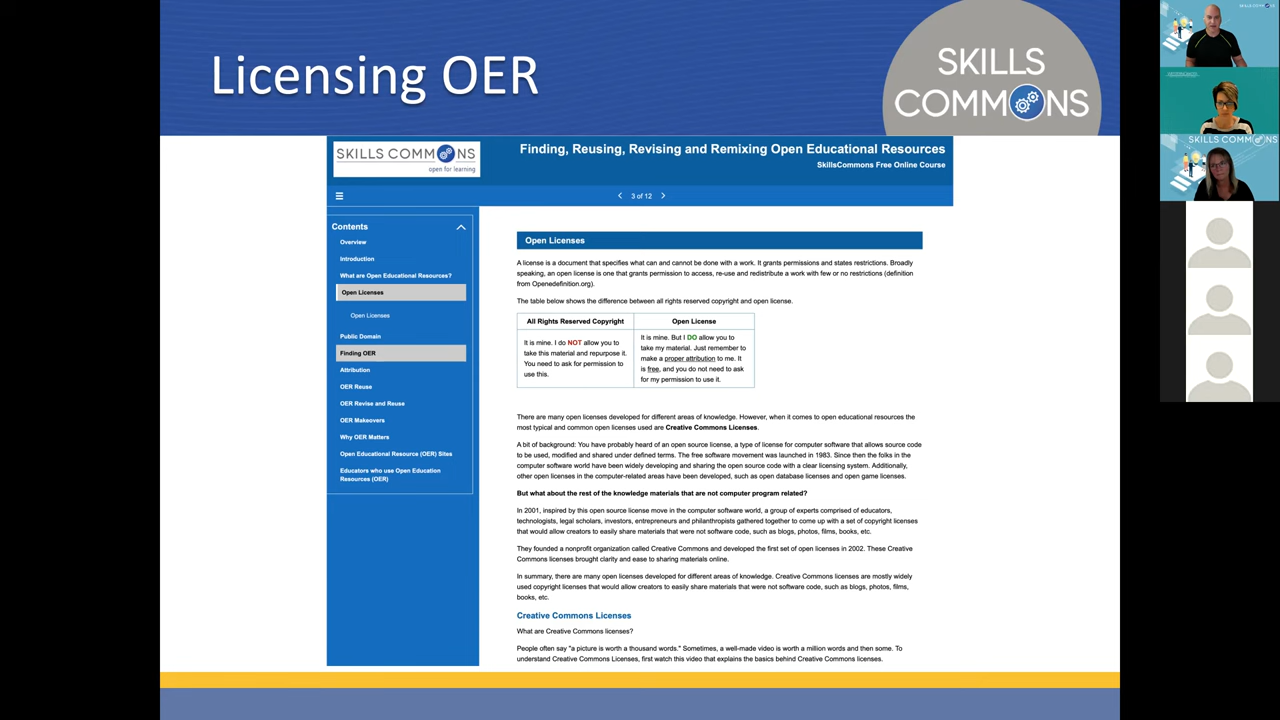 Licensing OER
SKILLS
COMMONS
SKILLS COMMONS
open for learning
Finding, Reusing, Revising and Remixing Open Educational Resources
SkillsCommons Free Online Course
3 of 12
Contents
Overview
Introduction
What are Open Educational Resources?
Open Licenses
Open Licenses
Public Domain
Finding OER
Attribution
OER Reuse
OER Revise and Reuse
OER Makeovers
Why OER Matters
Open Educational Resource (OER) Sites
Educators who use Open Education
Resources (OER)
Open Licenses
A license is a document that specifies what can and cannot be done with a work. It grants permissions and states restrictions. Broadly
speaking, an open license is one that grants permission to access, re-use and redistribute a work with few or no restrictions (definition
from Openedefinition.org).
The table below shows the difference between all rights reserved copyright and open license.
All Rights Reserved Copyright
It is mine. I do NOT allow you to
take this material and repurpose it.
You need to ask for permission to
use this.
Open License
It is mine. But I DO allow you to
take my material. Just remember to
make a proper attribution to me. It
is free, and you do not need to ask
for my permission to use it.
There are many open licenses developed for different areas of knowledge. However, when it comes to open educational resources the
most typical and common open licenses used are Creative Commons Licenses.
A bit of background: You have probably heard of an open source license, a type of license for computer software that allows source code
to be used, modified and shared under defined terms. The free software movement was launched in 1983. Since then the folks in the
computer software world have been widely developing and sharing the open source code with a clear licensing system. Additionally,
other open licenses in the computer-related areas have been developed, such as open database licenses and open game licenses.
But what about the rest of the knowledge materials that are not computer program related?
In 2001, inspired by this open source license move in the computer software world, a group of experts comprised of educators,
technologists, legal scholars, investors, entrepreneurs and philanthropists gathered together to come up with a set of copyright licenses
that would allow creators to easily share materials that were not software code, such as blogs, photos, films, books, etc.
They founded a nonprofit organization called Creative Commons and developed the first set of open licenses in 2002. These Creative
Commons licenses brought clarity and ease to sharing materials online.
In summary, there are many open licenses developed for different areas of knowledge. Creative Commons licenses are mostly widely
used copyright licenses that would allow creators to easily share materials that were not software code, such as blogs, photos, films,
books, etc.
Creative Commons Licenses
What are Creative Commons licenses?
People often say "a picture is worth a thousand words." Sometimes, a well-made video is worth a million words and then some. To
understand Creative Commons Licenses, first watch this video that explains the basics behind Creative Commons licenses.
SKILLS COMMONS
SKILLS COMMONS